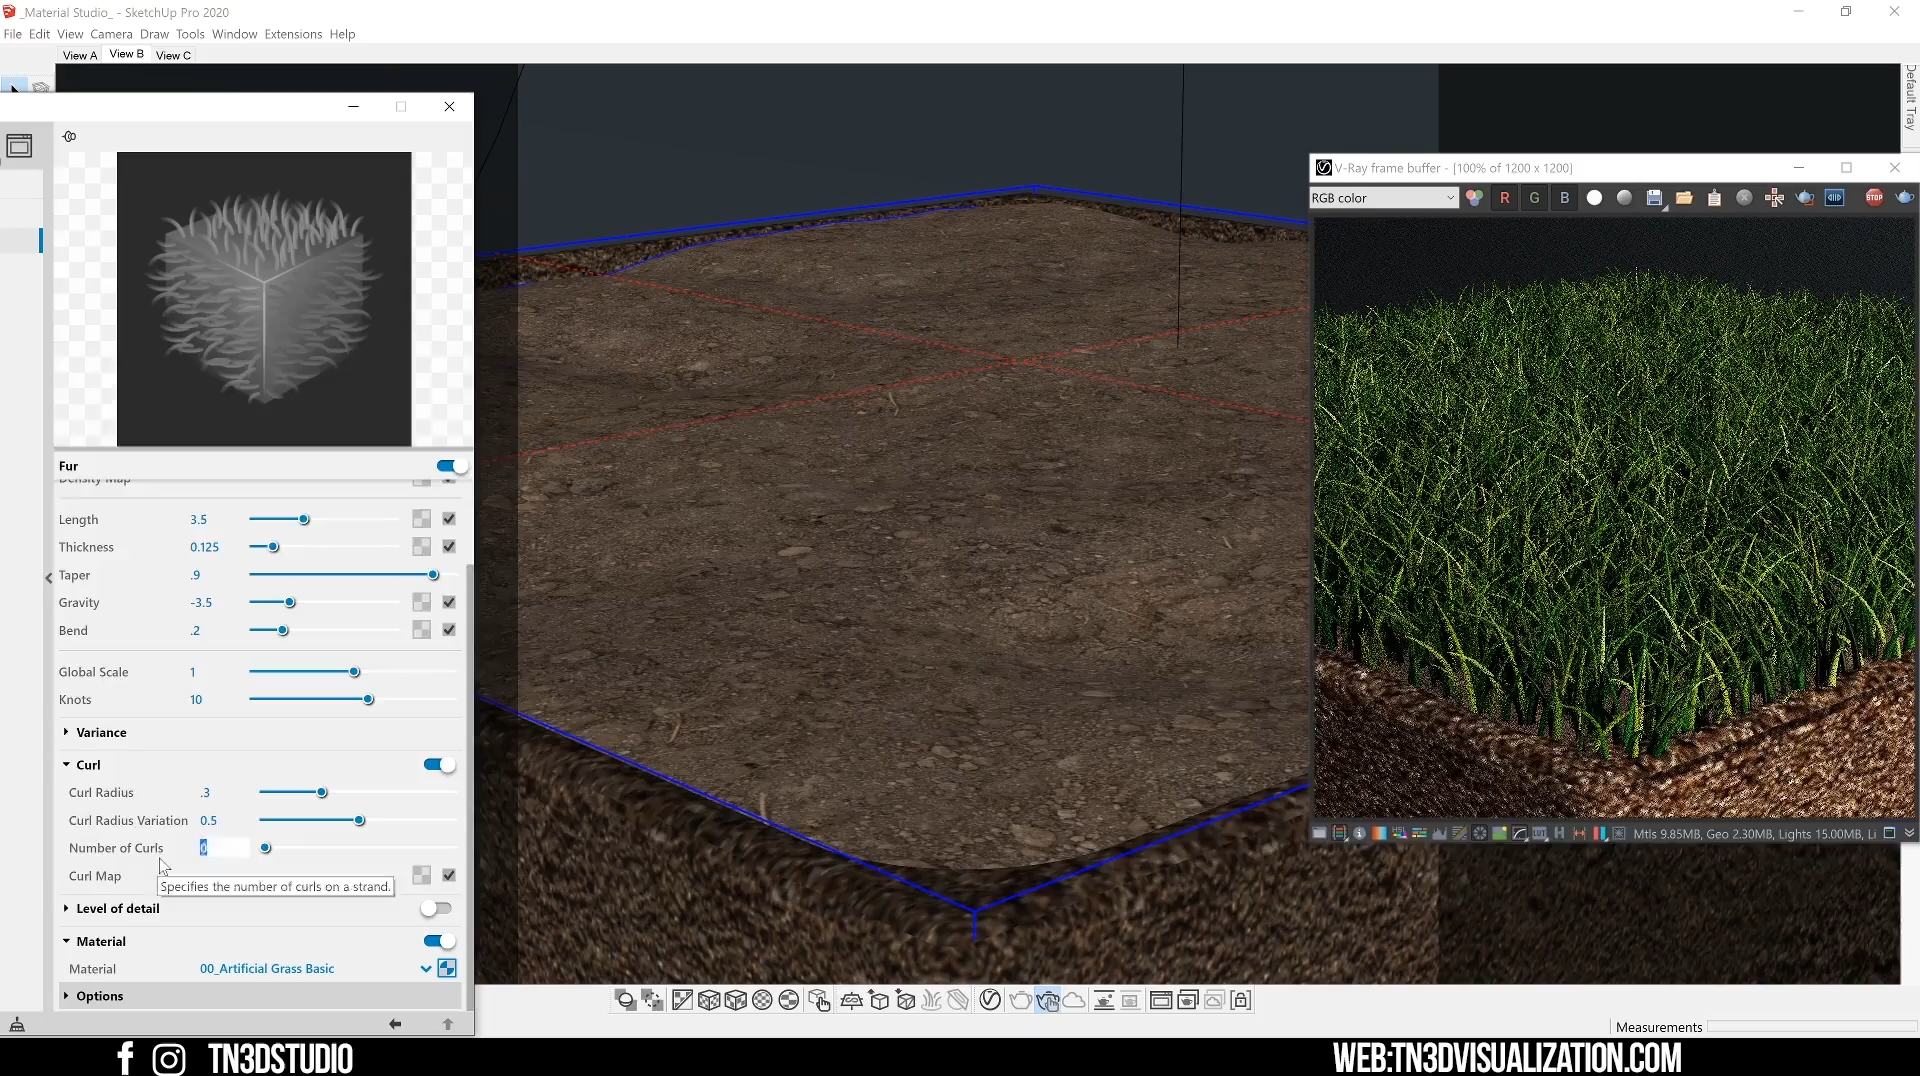 _Material Studio_ - SketchUp Pro 2020
File Edit View Camera Draw Tools Window Extensions Help
View A View B View C
Default Tray
V-Ray frame buffer - [100% of 1200 x 1200]
RGB color
R G B
STOP
Fur
Density Map
Length 3.5
Thickness 0.125
Taper .9
Gravity -3.5
Bend .2
Global Scale 1
Knots 10
Variance
Curl
Curl Radius .3
Curl Radius Variation 0.5
Number of Curls 0
Curl Map
Specifies the number of curls on a strand.
Level of detail
Material
Material 00_Artificial Grass Basic
Options
Mtls 9.85MB, Geo 2.30MB, Lights 15.00MB, Li
Measurements
TN3DSTUDIO
WEB:TN3DVISUALIZATION.COM